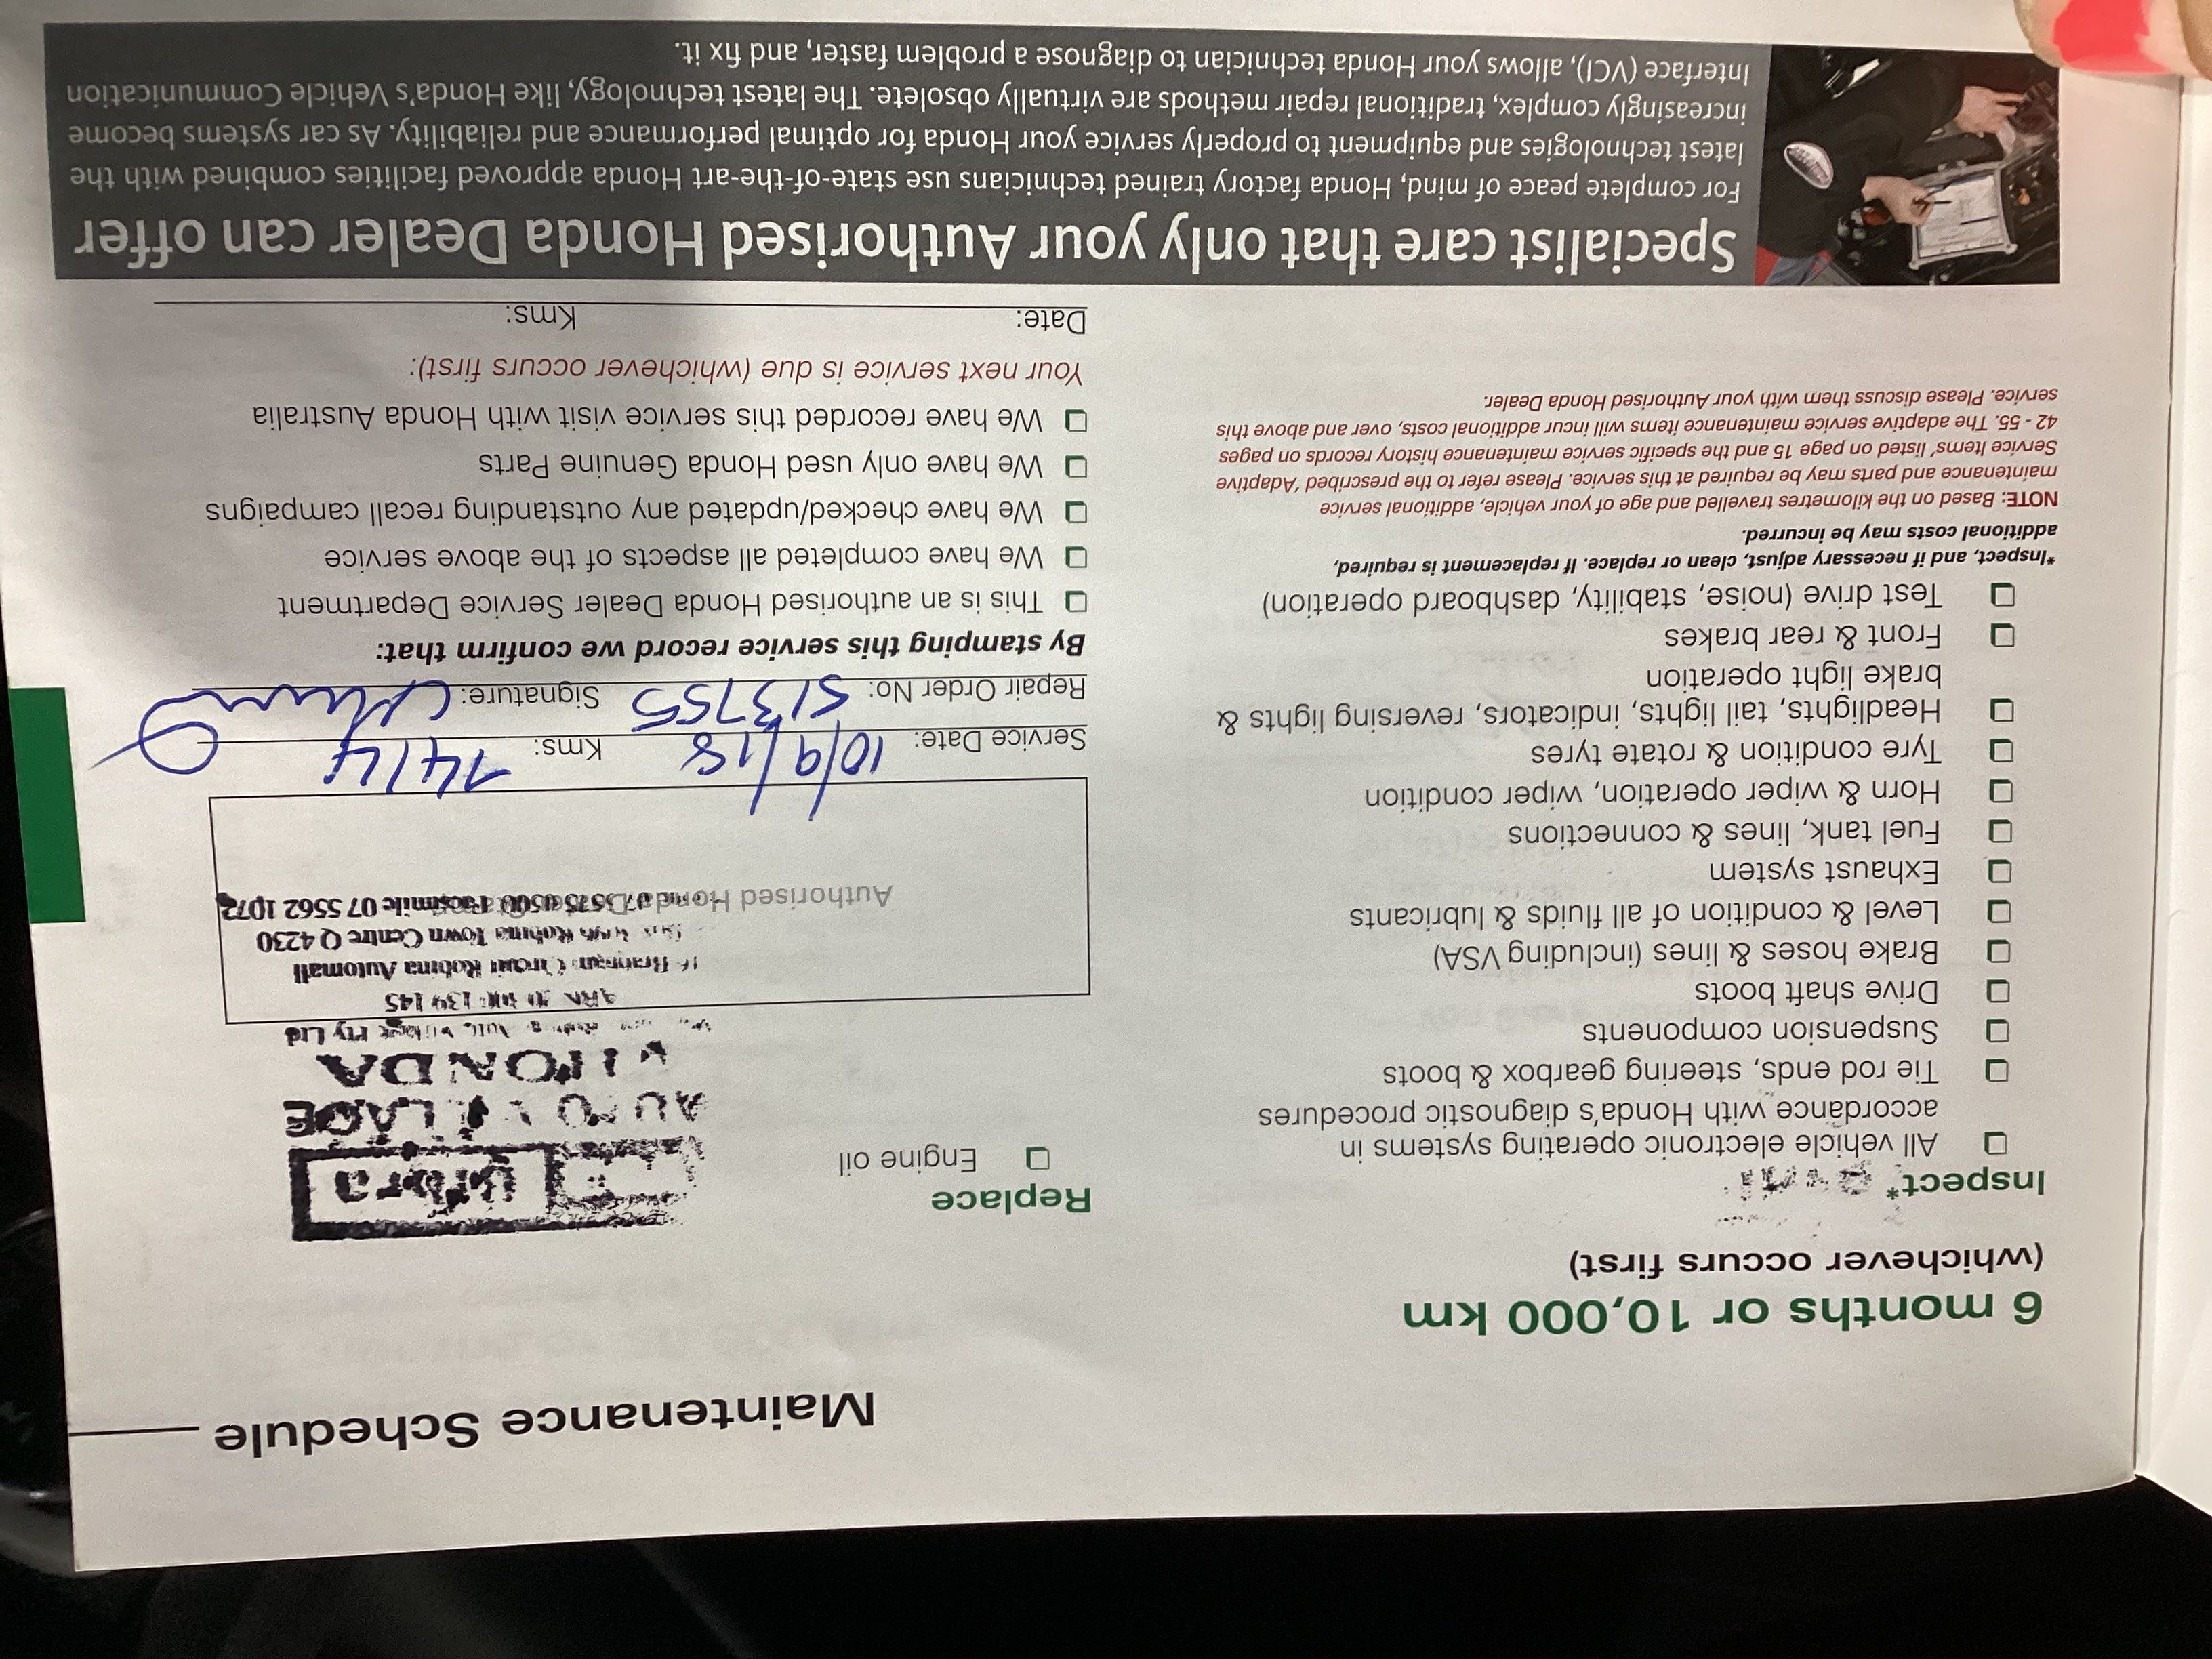 Maintenance Schedule
6 months or 10,000 km
(whichever occurs first)
Inspect*
All vehicle electronic operating systems in
accordance with Honda's diagnostic procedures
Tie rod ends, steering gearbox & boots
Suspension components
Drive shaft boots
Brake hoses & lines (including VSA)
Level & condition of all fluids & lubricants
Exhaust system
Fuel tank, lines & connections
Horn & wiper operation, wiper condition
Tyre condition & rotate tyres
Headlights, tail lights, indicators, reversing lights &
brake light operation
Front & rear brakes
Test drive (noise, stability, dashboard operation)
*Inspect, and if necessary adjust, clean or replace. If replacement is required,
additional costs may be incurred.
NOTE: Based on the kilometres travelled and age of your vehicle, additional service
maintenance and parts may be required at this service. Please refer to the prescribed 'Adaptive
Service Items' listed on page 15 and the specific service maintenance history records on pages
42 - 55. The adaptive service maintenance items will incur additional costs, over and above this
service. Please discuss them with your Authorised Honda Dealer.
Replace
Engine oil
HONDA
Pty Ltd
Robina Automall
Robina Town Centre Q 4230
Facsimile 07 5562 1072
Authorised Honda
Service Date: 10/9/18 Kms:
Repair Order No: 513755 Signature:
By stamping this service record we confirm that:
This is an authorised Honda Dealer Service Department
We have completed all aspects of the above service
We have checked/updated any outstanding recall campaigns
We have only used Honda Genuine Parts
We have recorded this service visit with Honda Australia
Your next service is due (whichever occurs first):
Date: Kms:
Specialist care that only your Authorised Honda Dealer can offer
For complete peace of mind, Honda factory trained technicians use state-of-the-art Honda approved facilities combined with the
latest technologies and equipment to properly service your Honda for optimal performance and reliability. As car systems become
increasingly complex, traditional repair methods are virtually obsolete. The latest technology, like Honda's Vehicle Communication
Interface (VCI), allows your Honda technician to diagnose a problem faster, and fix it.